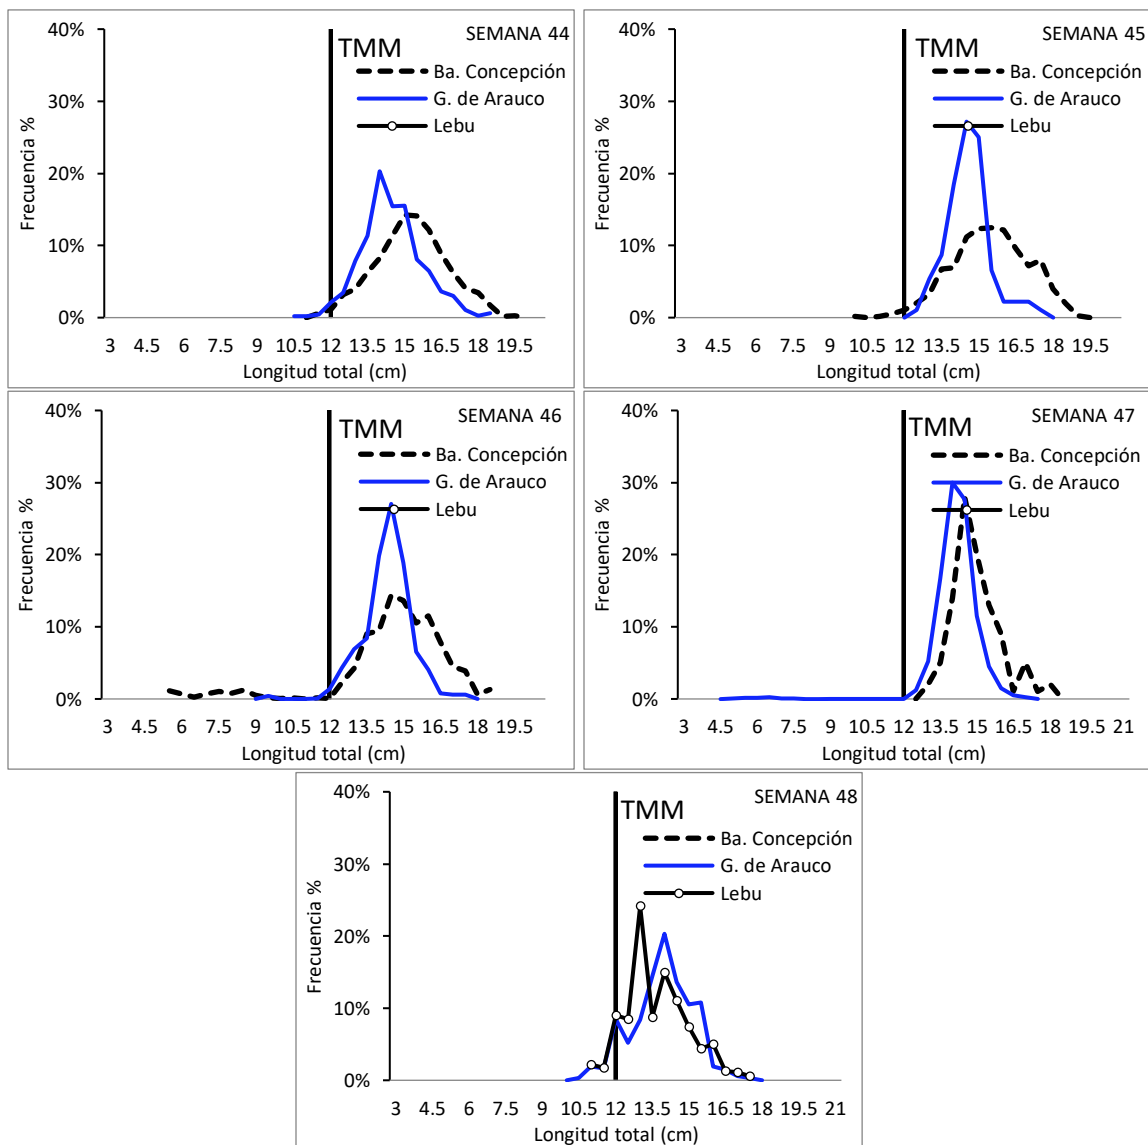 SEMANA 44
TMM
Ba. Concepción
G. de Arauco
Lebu
Frecuencia %
40%
30%
20%
10%
0%
3 4.5 6 7.5 9 10.5 12 13.5 15 16.5 18 19.5
Longitud total (cm)
SEMANA 45
TMM
Ba. Concepción
G. de Arauco
Lebu
Frecuencia %
40%
30%
20%
10%
0%
3 4.5 6 7.5 9 10.5 12 13.5 15 16.5 18 19.5
Longitud total (cm)
SEMANA 46
TMM
Ba. Concepción
G. de Arauco
Lebu
Frecuencia %
40%
30%
20%
10%
0%
3 4.5 6 7.5 9 10.5 12 13.5 15 16.5 18 19.5
Longitud total (cm)
SEMANA 47
TMM
Ba. Concepción
G. de Arauco
Lebu
Frecuencia %
40%
30%
20%
10%
0%
3 4.5 6 7.5 9 10.5 12 13.5 15 16.5 18 19.5 21
Longitud total (cm)
SEMANA 48
TMM
Ba. Concepción
G. de Arauco
Lebu
Frecuencia %
40%
30%
20%
10%
0%
3 4.5 6 7.5 9 10.5 12 13.5 15 16.5 18 19.5 21
Longitud total (cm)